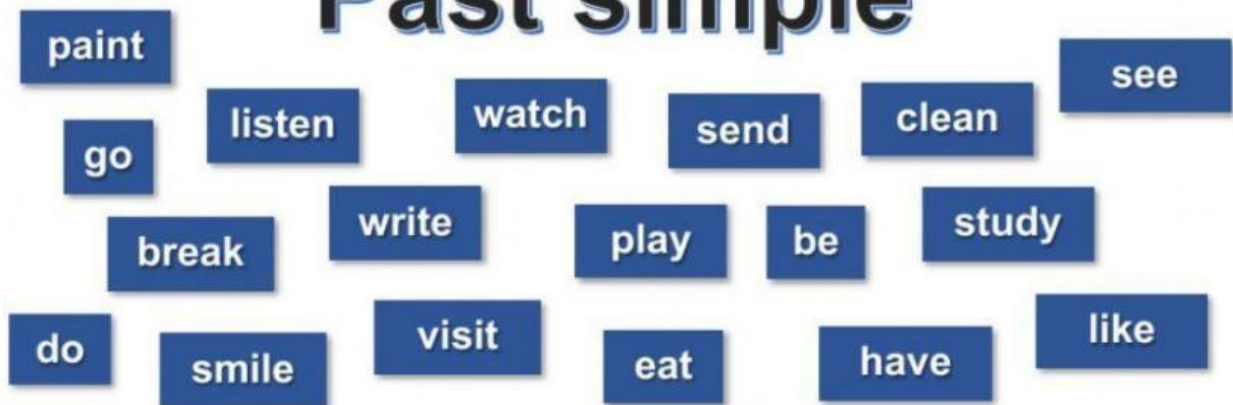 Past simple
paint
see
listen
watch
send
clean
go
write
play
be
study
break
do
smile
visit
eat
have
like